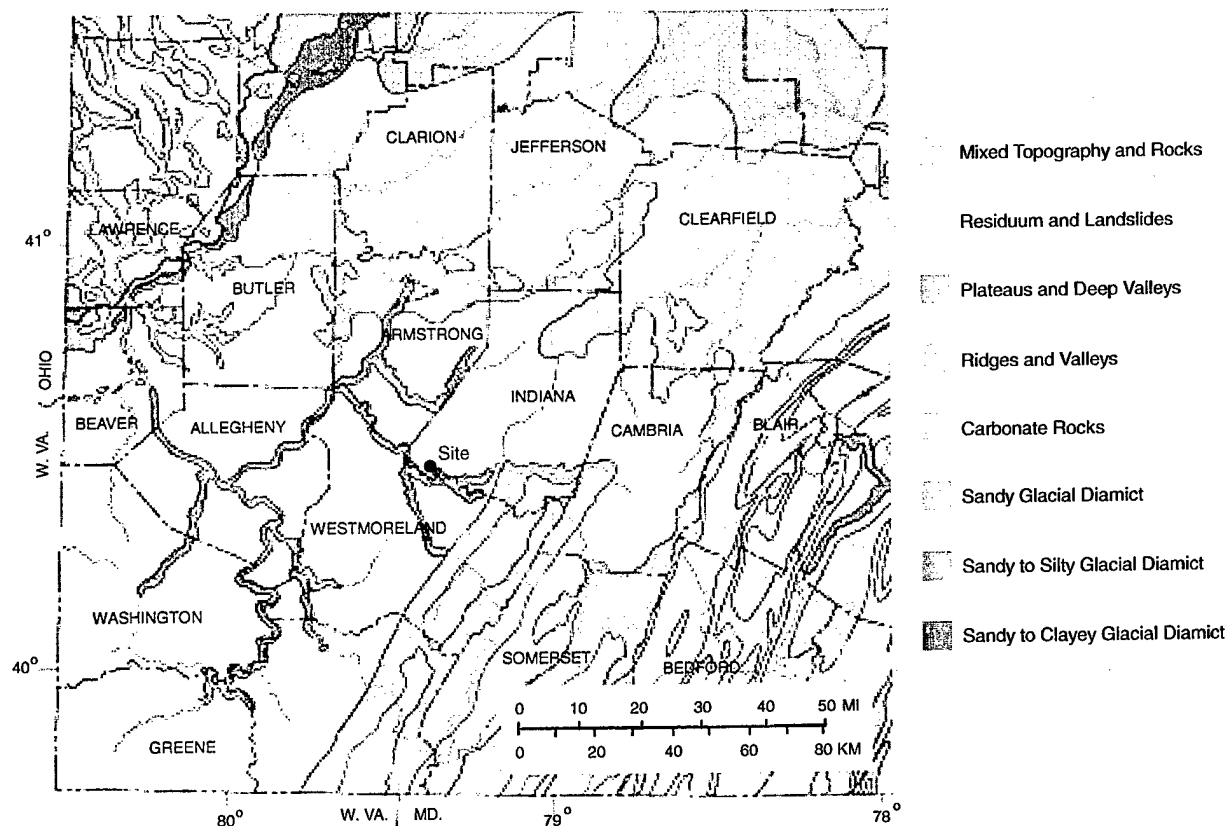 CLARION
JEFFERSON
CLEARFIELD
LAWRENCE
41°
BUTLER
ARMSTRONG
OHIO
W. VA.
INDIANA
BEAVER
ALLEGHENY
CAMBRIA
BLAIR
Site
WESTMORELAND
WASHINGTON
40°
SOMERSET
BEDFORD
GREENE
0 10 20 30 40 50 MI
0 20 40 60 80 KM
80°
W. VA.
MD.
79°
78°
Mixed Topography and Rocks
Residuum and Landslides
Plateaus and Deep Valleys
Ridges and Valleys
Carbonate Rocks
Sandy Glacial Diamict
Sandy to Silty Glacial Diamict
Sandy to Clayey Glacial Diamict